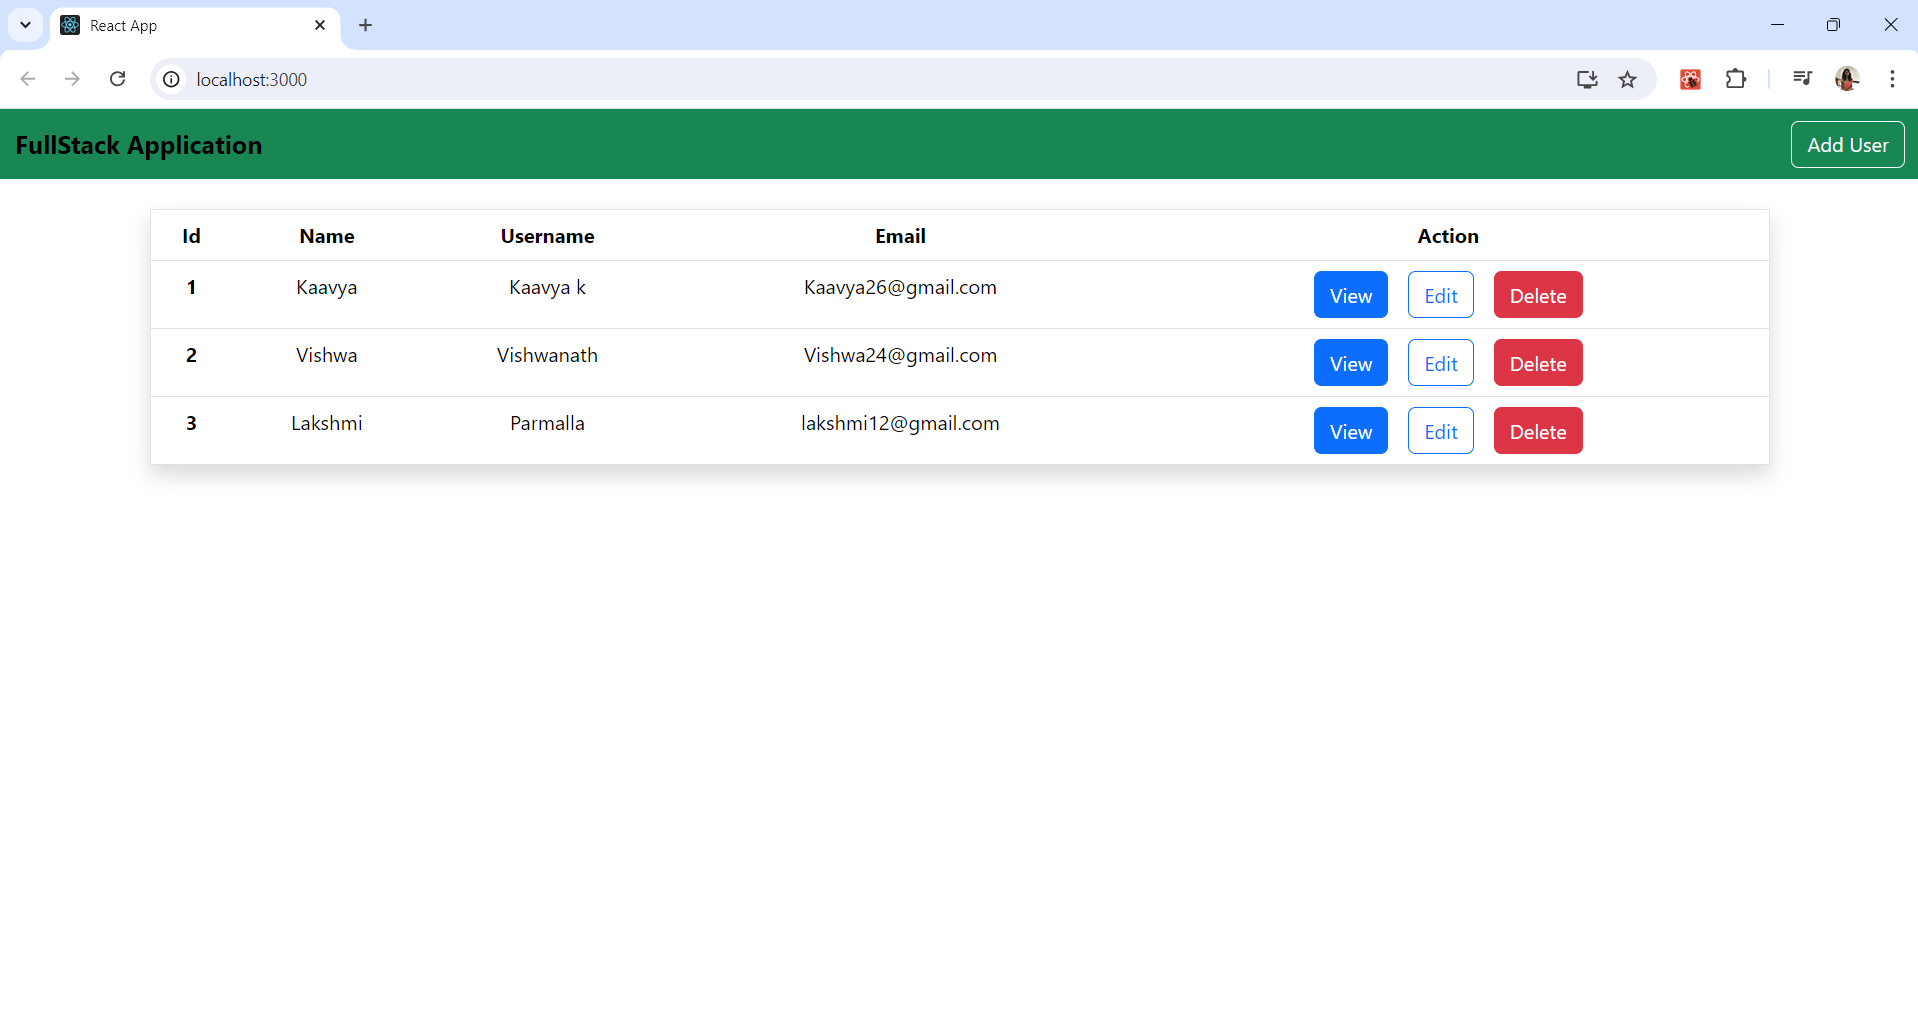 React App
localhost:3000
FullStack Application Add User
Id Name Username Email Action
1 Kaavya Kaavya k Kaavya26@gmail.com View Edit Delete
2 Vishwa Vishwanath Vishwa24@gmail.com View Edit Delete
3 Lakshmi Parmalla lakshmi12@gmail.com View Edit Delete